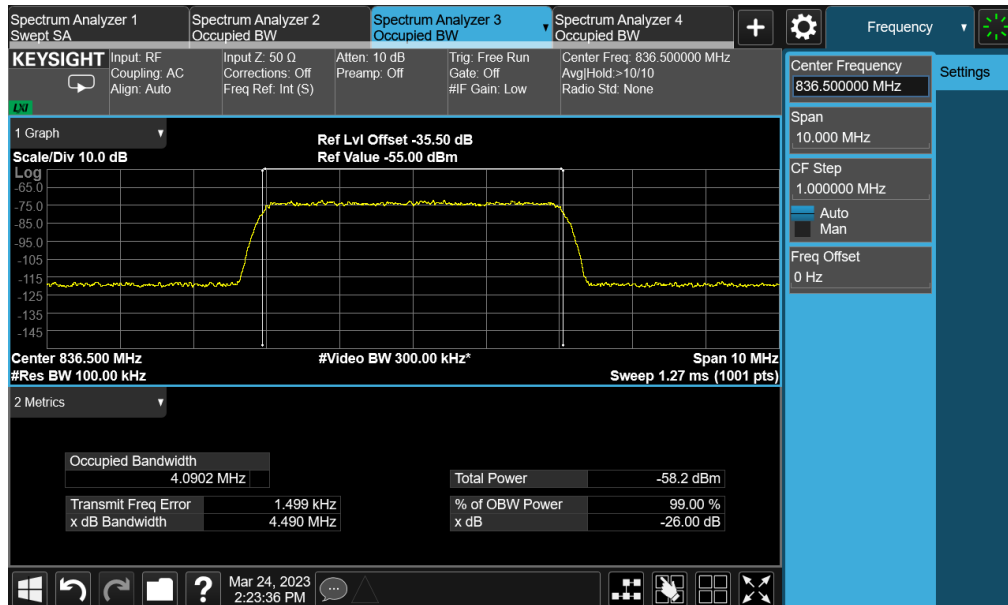 Spectrum Analyzer 1
Swept SA
Spectrum Analyzer 2
Occupied BW
Spectrum Analyzer 3
Occupied BW
Spectrum Analyzer 4
Occupied BW
+
Frequency
KEYSIGHT
LXI
Input: RF
Coupling: AC
Align: Auto
Input Z: 50 Ω
Corrections: Off
Freq Ref: Int (S)
Atten: 10 dB
Preamp: Off
Trig: Free Run
Gate: Off
#IF Gain: Low
Center Freq: 836.500000 MHz
Avg|Hold:>10/10
Radio Std: None
Center Frequency
836.500000 MHz
Settings
Span
10.000 MHz
CF Step
1.000000 MHz
Auto
Man
Freq Offset
0 Hz
1 Graph
Scale/Div 10.0 dB
Ref Lvl Offset -35.50 dB
Ref Value -55.00 dBm
Log
-65.0
-75.0
-85.0
-95.0
-105
-115
-125
-135
-145
Center 836.500 MHz
#Res BW 100.00 kHz
#Video BW 300.00 kHz*
Span 10 MHz
Sweep 1.27 ms (1001 pts)
2 Metrics
Occupied Bandwidth
4.0902 MHz
Transmit Freq Error 1.499 kHz
x dB Bandwidth 4.490 MHz
Total Power -58.2 dBm
% of OBW Power 99.00 %
x dB -26.00 dB
?
Mar 24, 2023
2:23:36 PM